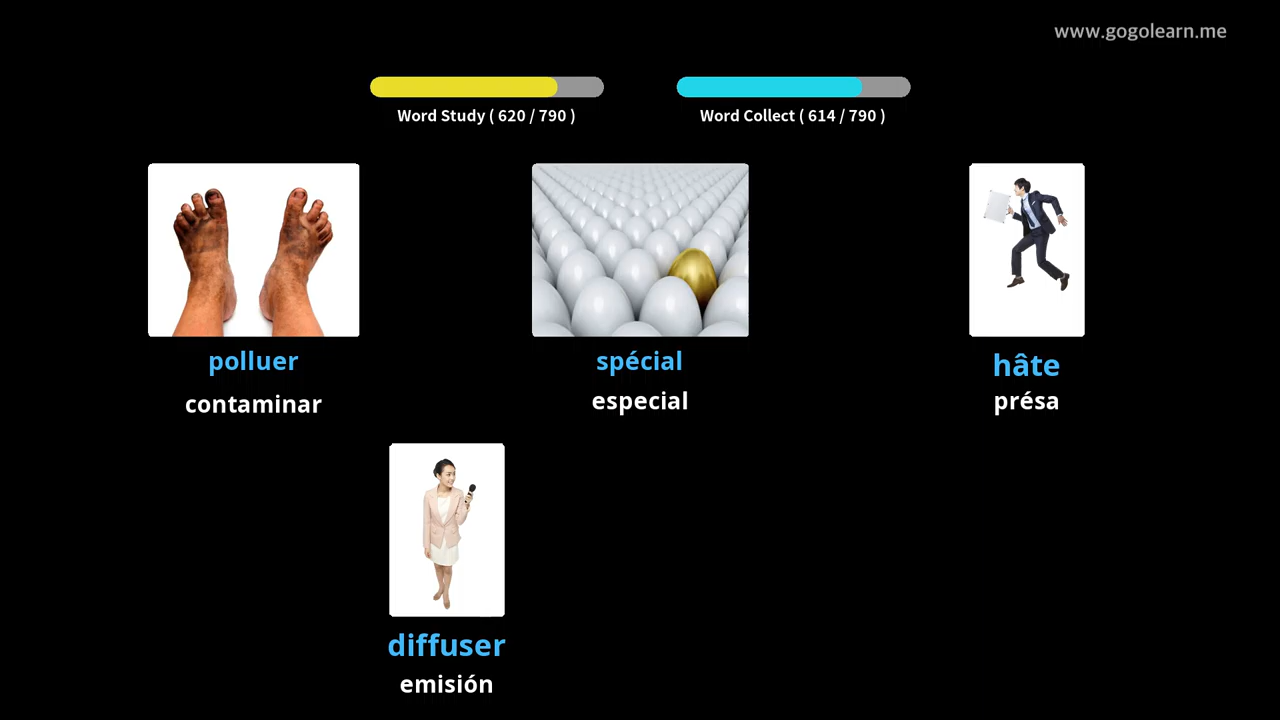 www.gogolearn.me
Word Study ( 620 / 790 )
Word Collect ( 614 / 790 )
polluer
contaminar
spécial
especial
hâte
présa
diffuser
emisión